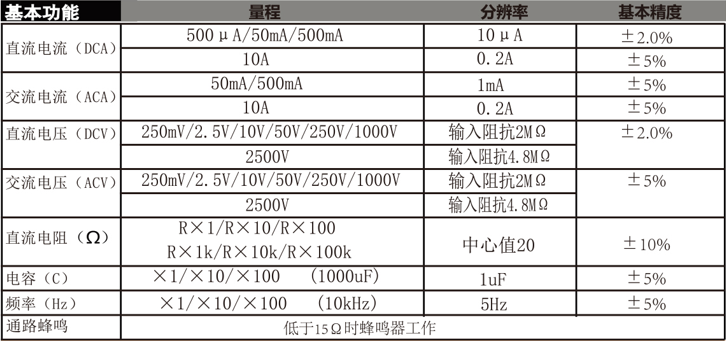 基本功能 量程 分辨率 基本精度
直流电流（DCA） 500μA/50mA/500mA 10μA ±2.0%
10A 0.2A ±5%
交流电流（ACA） 50mA/500mA 1mA ±5%
10A 0.2A ±5%
直流电压（DCV） 250mV/2.5V/10V/50V/250V/1000V 输入阻抗2MΩ ±2.0%
2500V 输入阻抗4.8MΩ
交流电压（ACV） 250mV/2.5V/10V/50V/250V/1000V 输入阻抗2MΩ ±5%
2500V 输入阻抗4.8MΩ
直流电阻（Ω） R×1/R×10/R×100
R×1k/R×10k/R×100k 中心值20 ±10%
电容（C） ×1/×10/×100 （1000uF） 1uF ±5%
频率（Hz） ×1/×10/×100 （10kHz） 5Hz ±5%
通路蜂鸣 低于15Ω时蜂鸣器工作